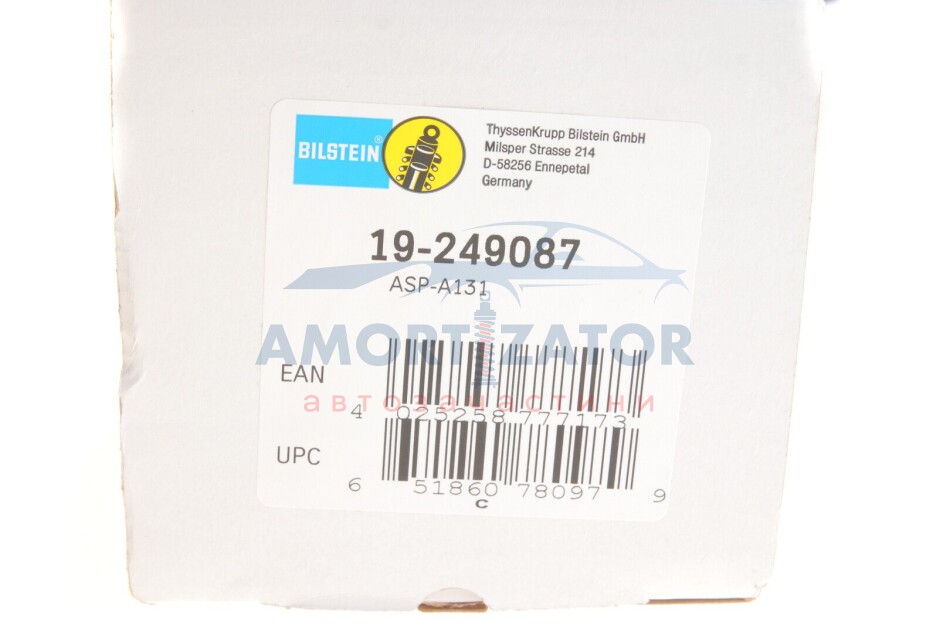 BILSTEIN®
ThyssenKrupp Bilstein GmbH
Milsper Strasse 214
D-58256 Ennepetal
Germany
19-249087
ASP-A131
AMORTIZATOR
автозапчастини
EAN
4 025258 777173
UPC
6 51860 78097 9
C